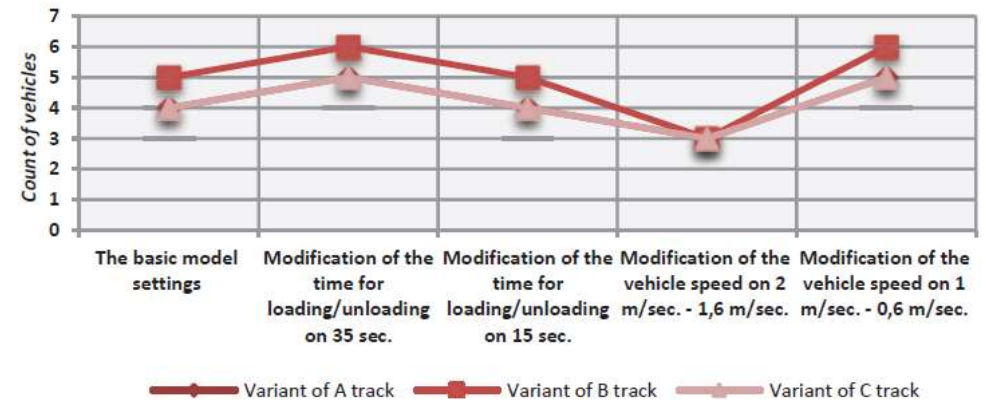 7
6
5
4
3
2
1
0
Count of vehicles
The basic model
settings
Modification of the
time for
loading/unloading
on 35 sec.
Modification of the
time for
loading/unloading
on 15 sec.
Modification of the
vehicle speed on 2
m/sec. - 1,6 m/sec.
Modification of the
vehicle speed on 1
m/sec. - 0,6 m/sec.
Variant of A track
Variant of B track
Variant of C track